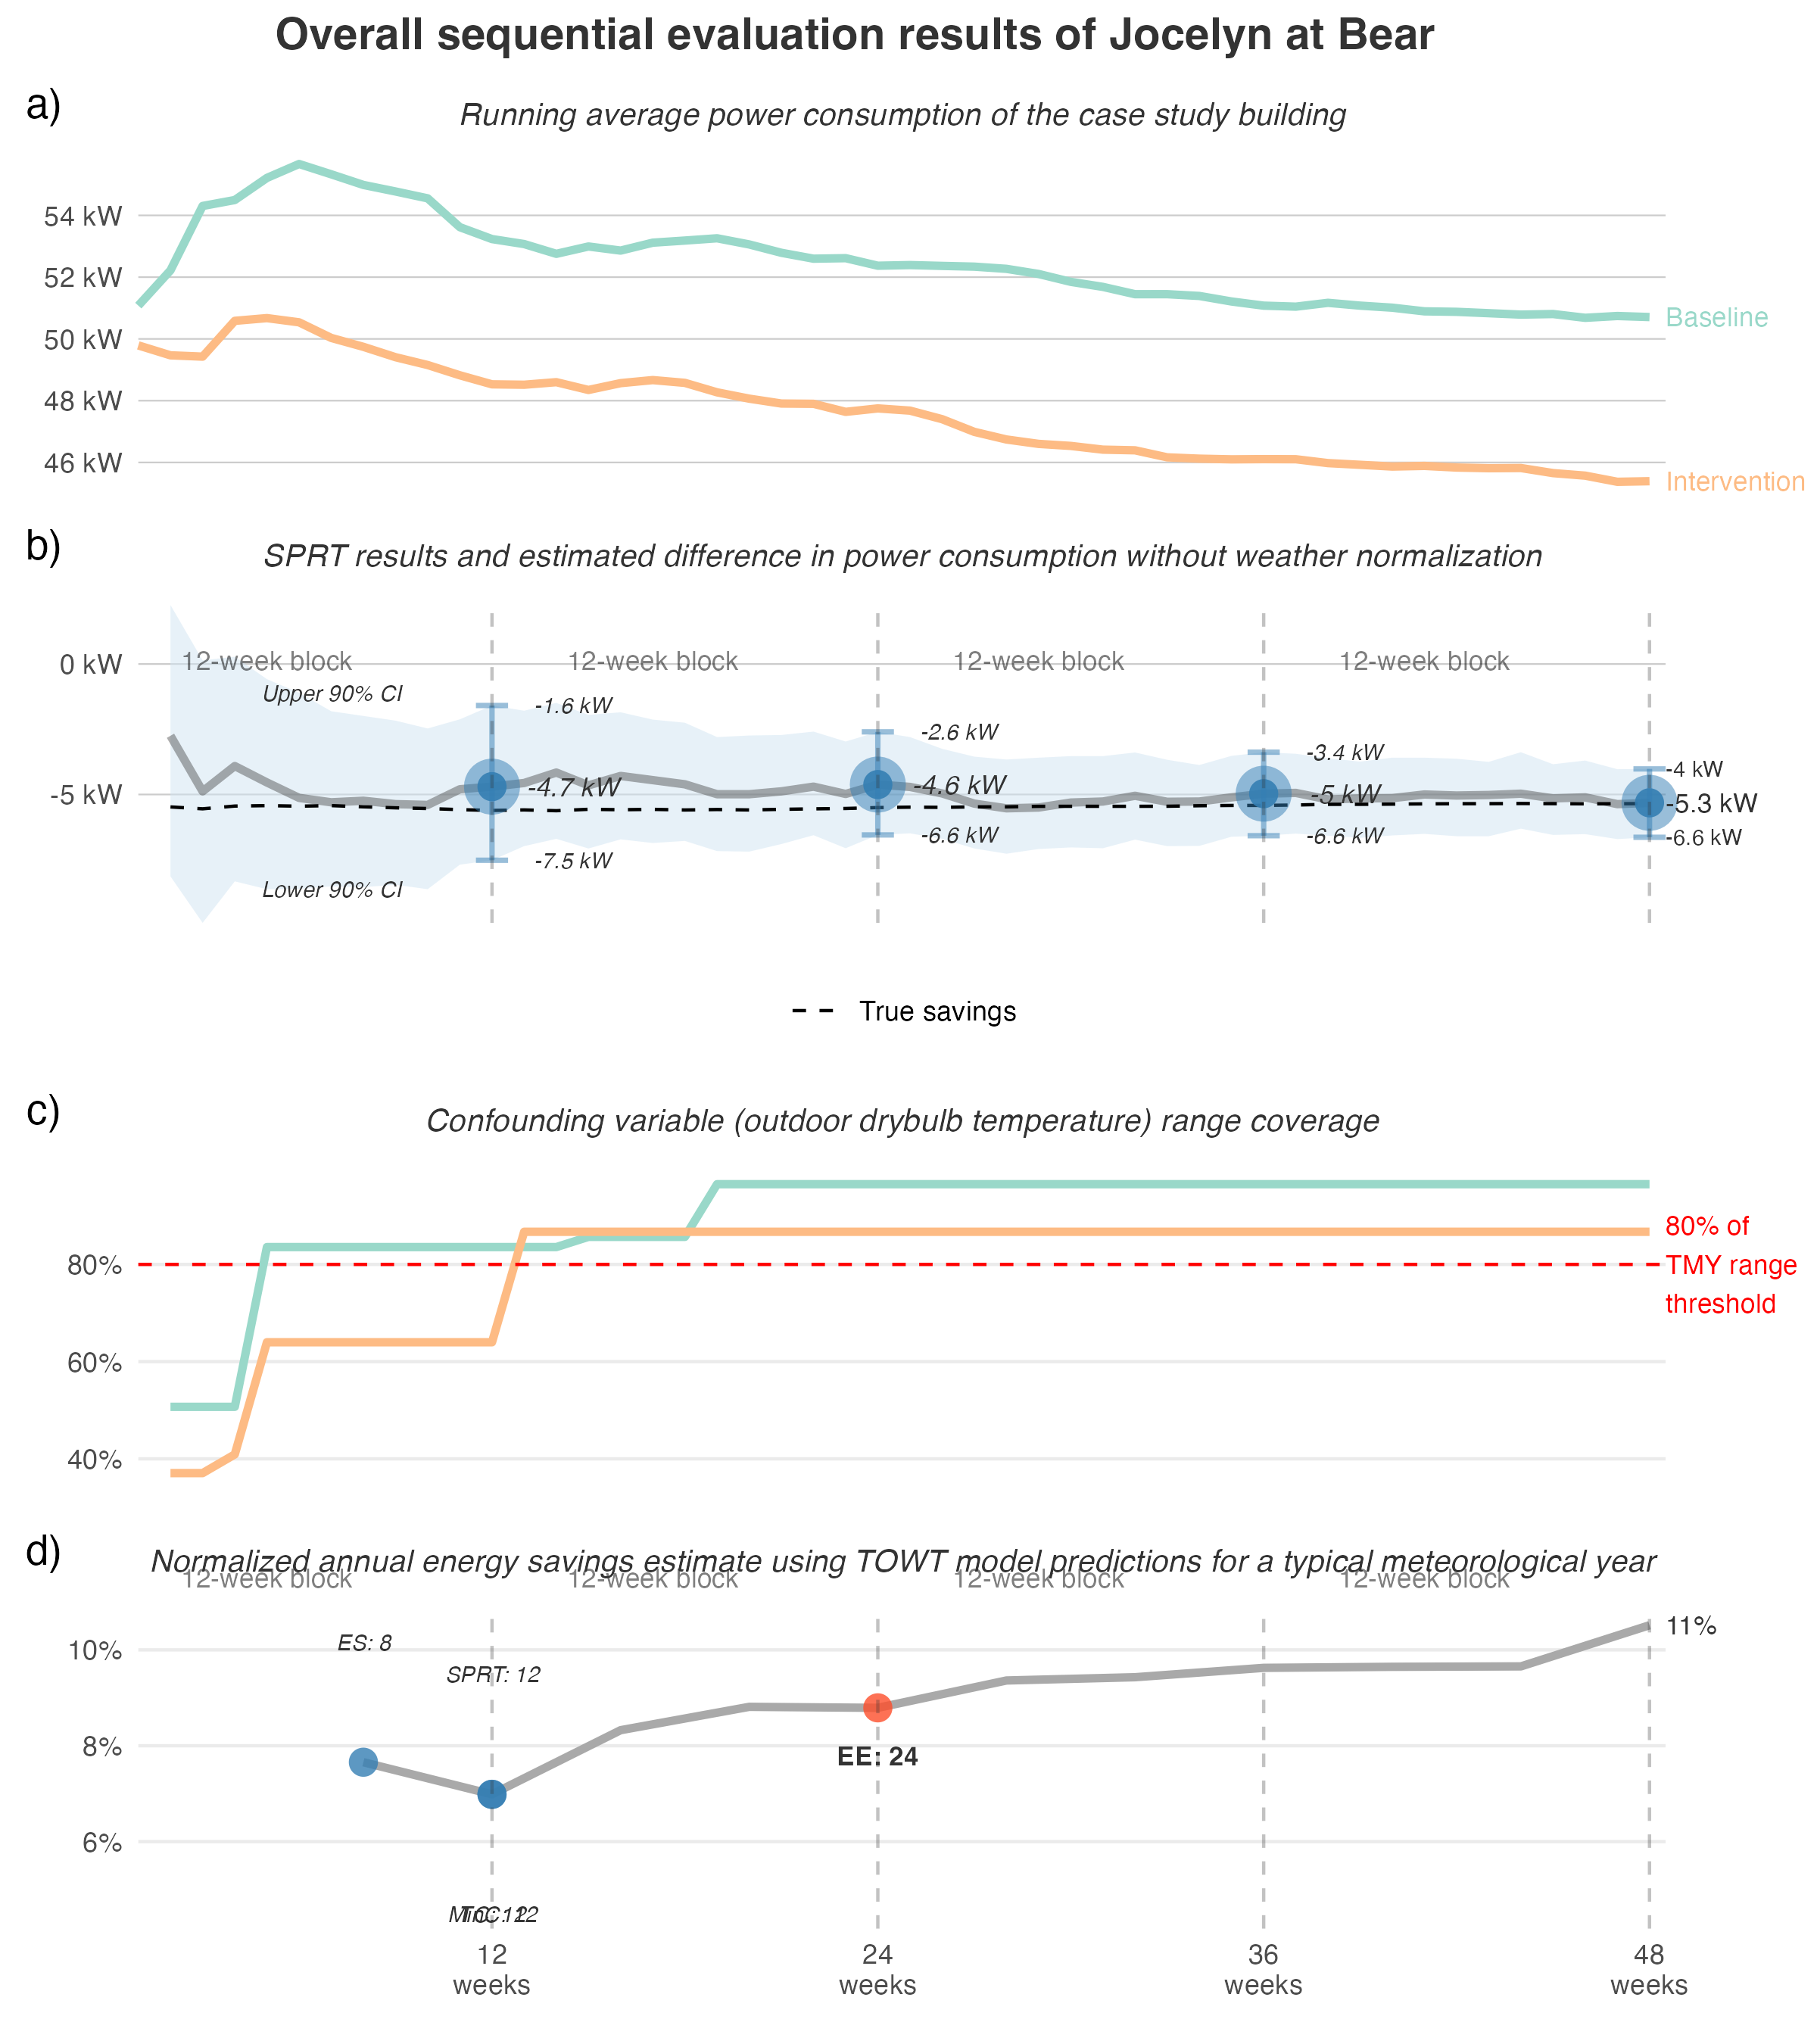 Overall sequential evaluation results of Jocelyn at Bear
a)
Running average power consumption of the case study building
54 kW
52 kW
50 kW
48 kW
46 kW
Baseline
Intervention
b)
SPRT results and estimated difference in power consumption without weather normalization
12-week block
12-week block
12-week block
12-week block
0 kW
-5 kW
Upper 90% CI
Lower 90% CI
-1.6 kW
-4.7 kW
-7.5 kW
-2.6 kW
-4.6 kW
-6.6 kW
-3.4 kW
-5 kW
-6.6 kW
-4 kW
-5.3 kW
-6.6 kW
True savings
c)
Confounding variable (outdoor drybulb temperature) range coverage
80%
60%
40%
80% of
TMY range
threshold
d)
Normalized annual energy savings estimate using TOWT model predictions for a typical meteorological year
12-week block
12-week block
12-week block
12-week block
10%
8%
6%
ES: 8
SPRT: 12
EE: 24
11%
12
weeks
24
weeks
36
weeks
48
weeks